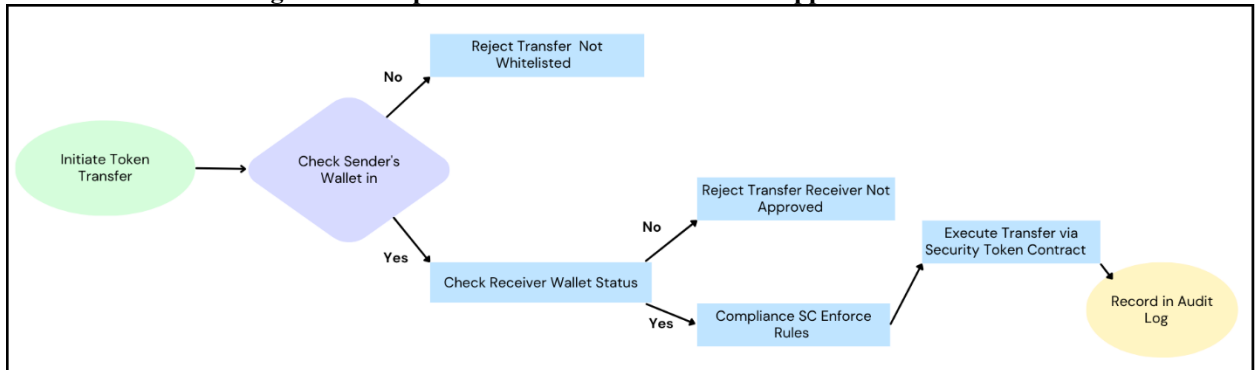 Reject Transfer Not
Whitelisted
No
Initiate Token
Transfer
Check Sender's
Wallet in
Yes
Reject Transfer Receiver Not
Approved
No
Check Receiver Wallet Status
Yes
Compliance SC Enforce
Rules
Execute Transfer via
Security Token Contract
Record in Audit
Log